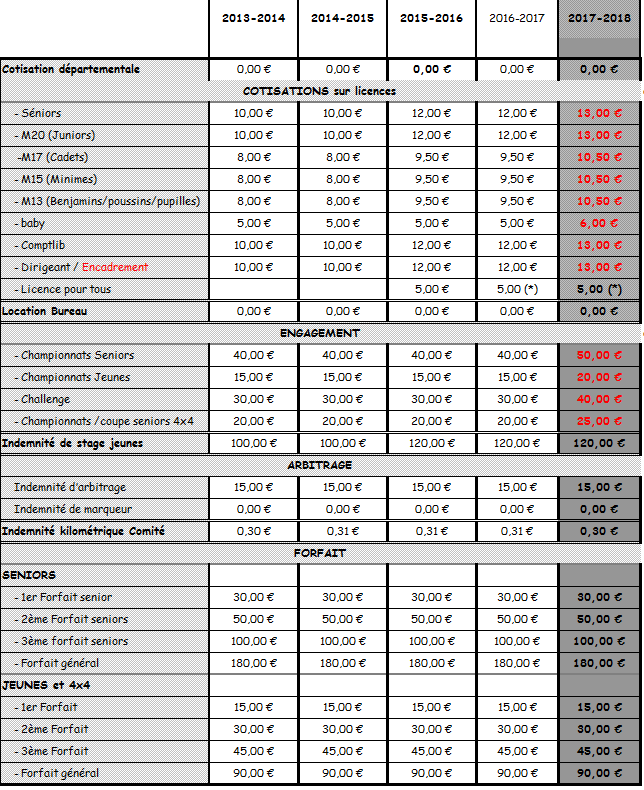 2013-2014 2014-2015 2015-2016 2016-2017 2017-2018
Cotisation départementale 0,00 € 0,00 € 0,00 € 0,00 € 0,00 €
COTISATIONS sur licences
- Séniors 10,00 € 10,00 € 12,00 € 12,00 € 13,00 €
- M20 (Juniors) 10,00 € 10,00 € 12,00 € 12,00 € 13,00 €
-M17 (Cadets) 8,00 € 8,00 € 9,50 € 9,50 € 10,50 €
- M15 (Minimes) 8,00 € 8,00 € 9,50 € 9,50 € 10,50 €
- M13 (Benjamins/poussins/pupilles) 8,00 € 8,00 € 9,50 € 9,50 € 10,50 €
- baby 5,00 € 5,00 € 5,00 € 5,00 € 6,00 €
- Comptlib 10,00 € 10,00 € 12,00 € 12,00 € 13,00 €
- Dirigeant / Encadrement 10,00 € 10,00 € 12,00 € 12,00 € 13,00 €
- Licence pour tous 5,00 € 5,00 (*) 5,00 (*)
Location Bureau 0,00 € 0,00 € 0,00 € 0,00 € 0,00 €
ENGAGEMENT
- Championnats Seniors 40,00 € 40,00 € 40,00 € 40,00 € 50,00 €
- Championnats Jeunes 15,00 € 15,00 € 15,00 € 15,00 € 20,00 €
- Challenge 30,00 € 30,00 € 30,00 € 30,00 € 40,00 €
- Championnats /coupe seniors 4x4 20,00 € 20,00 € 20,00 € 20,00 € 25,00 €
Indemnité de stage jeunes 100,00 € 100,00 € 120,00 € 120,00 € 120,00 €
ARBITRAGE
Indemnité d'arbitrage 15,00 € 15,00 € 15,00 € 15,00 € 15,00 €
Indemnité de marqueur 0,00 € 0,00 € 0,00 € 0,00 € 0,00 €
Indemnité kilométrique Comité 0,30 € 0,31 € 0,31 € 0,31 € 0,30 €
FORFAIT
SENIORS
- 1er Forfait senior 30,00 € 30,00 € 30,00 € 30,00 € 30,00 €
- 2ème Forfait seniors 50,00 € 50,00 € 50,00 € 50,00 € 50,00 €
- 3ème forfait seniors 100,00 € 100,00 € 100,00 € 100,00 € 100,00 €
- Forfait général 180,00 € 180,00 € 180,00 € 180,00 € 180,00 €
JEUNES et 4x4
- 1er Forfait 15,00 € 15,00 € 15,00 € 15,00 € 15,00 €
- 2ème Forfait 30,00 € 30,00 € 30,00 € 30,00 € 30,00 €
- 3ème Forfait 45,00 € 45,00 € 45,00 € 45,00 € 45,00 €
- Forfait général 90,00 € 90,00 € 90,00 € 90,00 € 90,00 €